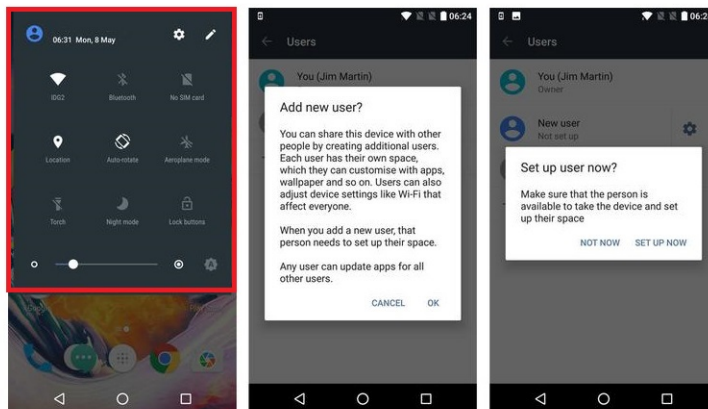 06:31 Mon, 8 May
IDG2
Bluetooth
No SIM card
Location
Auto-rotate
Aeroplane mode
Torch
Night mode
Lock buttons
A
Google
06:24
Users
You (Jim Martin)
Add new user?
You can share this device with other
people by creating additional users.
Each user has their own space,
which they can customise with apps,
wallpaper and so on. Users can also
adjust device settings like Wi-Fi that
affect everyone.
When you add a new user, that
person needs to set up their space.
Any user can update apps for all
other users.
CANCEL
OK
Users
You (Jim Martin)
Owner
New user
Not set up
Set up user now?
Make sure that the person is
available to take the device and set
up their space
NOT NOW
SET UP NOW